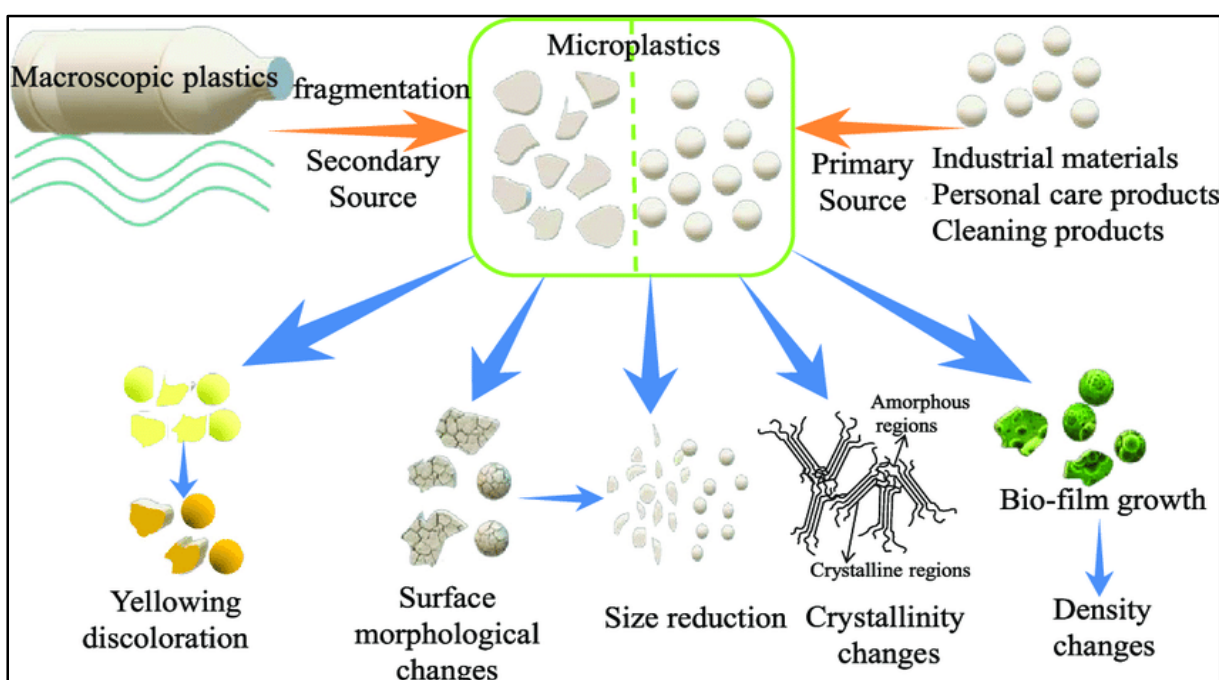 Microplastics
Macroscopic plastics
fragmentation
Secondary
Source
Primary
Source
Industrial materials
Personal care products
Cleaning products
Amorphous
regions
Crystalline regions
Bio-film growth
Yellowing
discoloration
Surface
morphological
changes
Size reduction
Crystallinity
changes
Density
changes